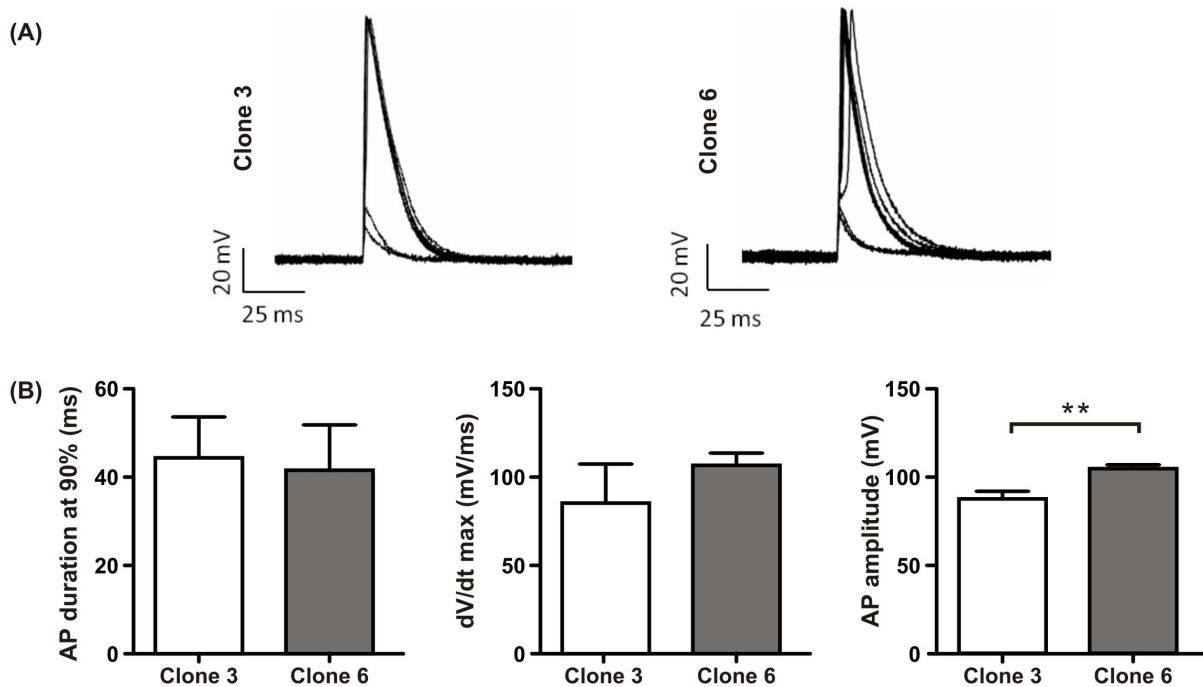 (A)
Clone 3
20 mV
25 ms
Clone 6
20 mV
25 ms
(B)
AP duration at 90% (ms)
60
40
20
0
Clone 3
Clone 6
dV/dt max (mV/ms)
150
100
50
0
Clone 3
Clone 6
AP amplitude (mV)
150
100
50
0
**
Clone 3
Clone 6